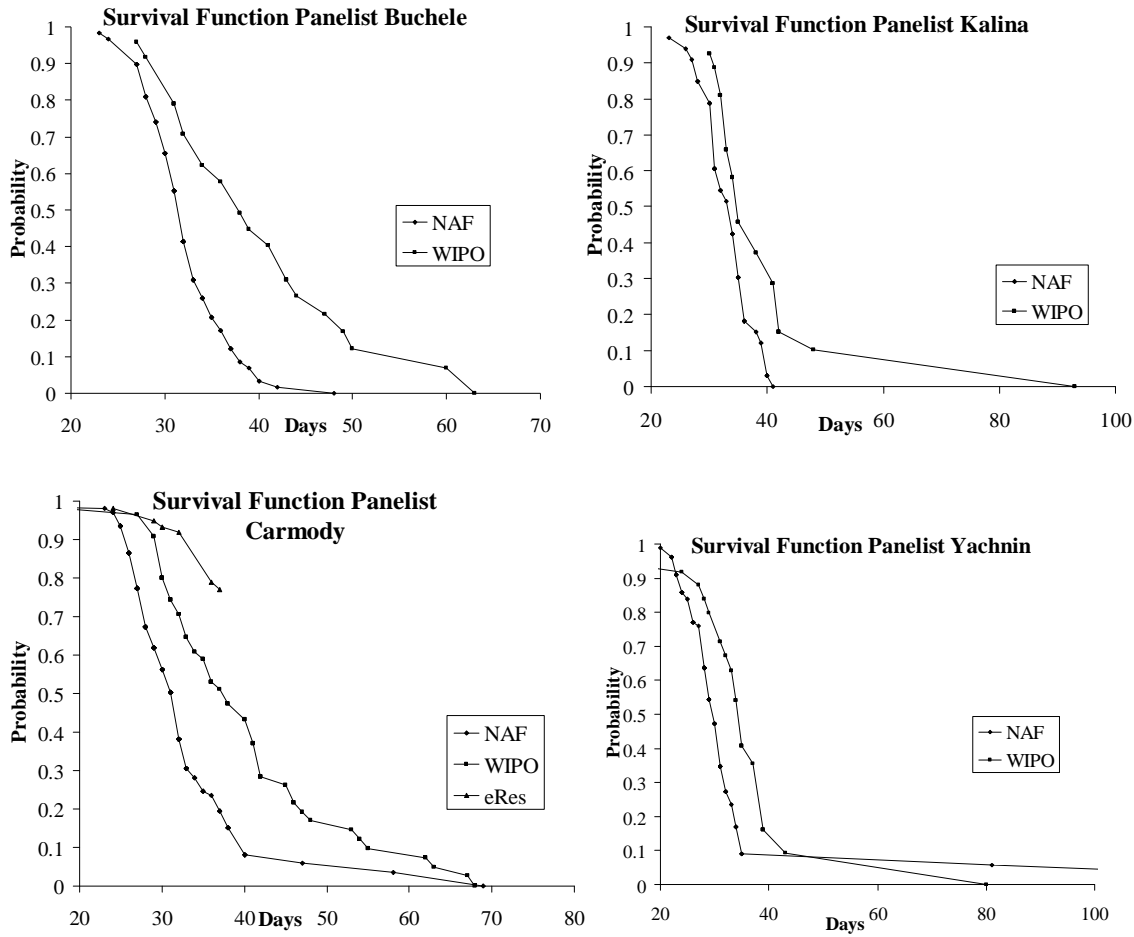 Survival Function Panelist Buchele
1
0.9
0.8
0.7
0.6
0.5
0.4
0.3
0.2
0.1
0
Probability
20 30 40 50 60 70
Days
NAF
WIPO
Survival Function Panelist Kalina
1
0.9
0.8
0.7
0.6
0.5
0.4
0.3
0.2
0.1
0
Probability
20 40 60 80 100
Days
NAF
WIPO
Survival Function Panelist
Carmody
1
0.9
0.8
0.7
0.6
0.5
0.4
0.3
0.2
0.1
0
Probability
20 30 40 50 60 70 80
Days
NAF
WIPO
eRes
Survival Function Panelist Yachnin
1
0.9
0.8
0.7
0.6
0.5
0.4
0.3
0.2
0.1
0
Probability
20 40 60 80 100
Days
NAF
WIPO